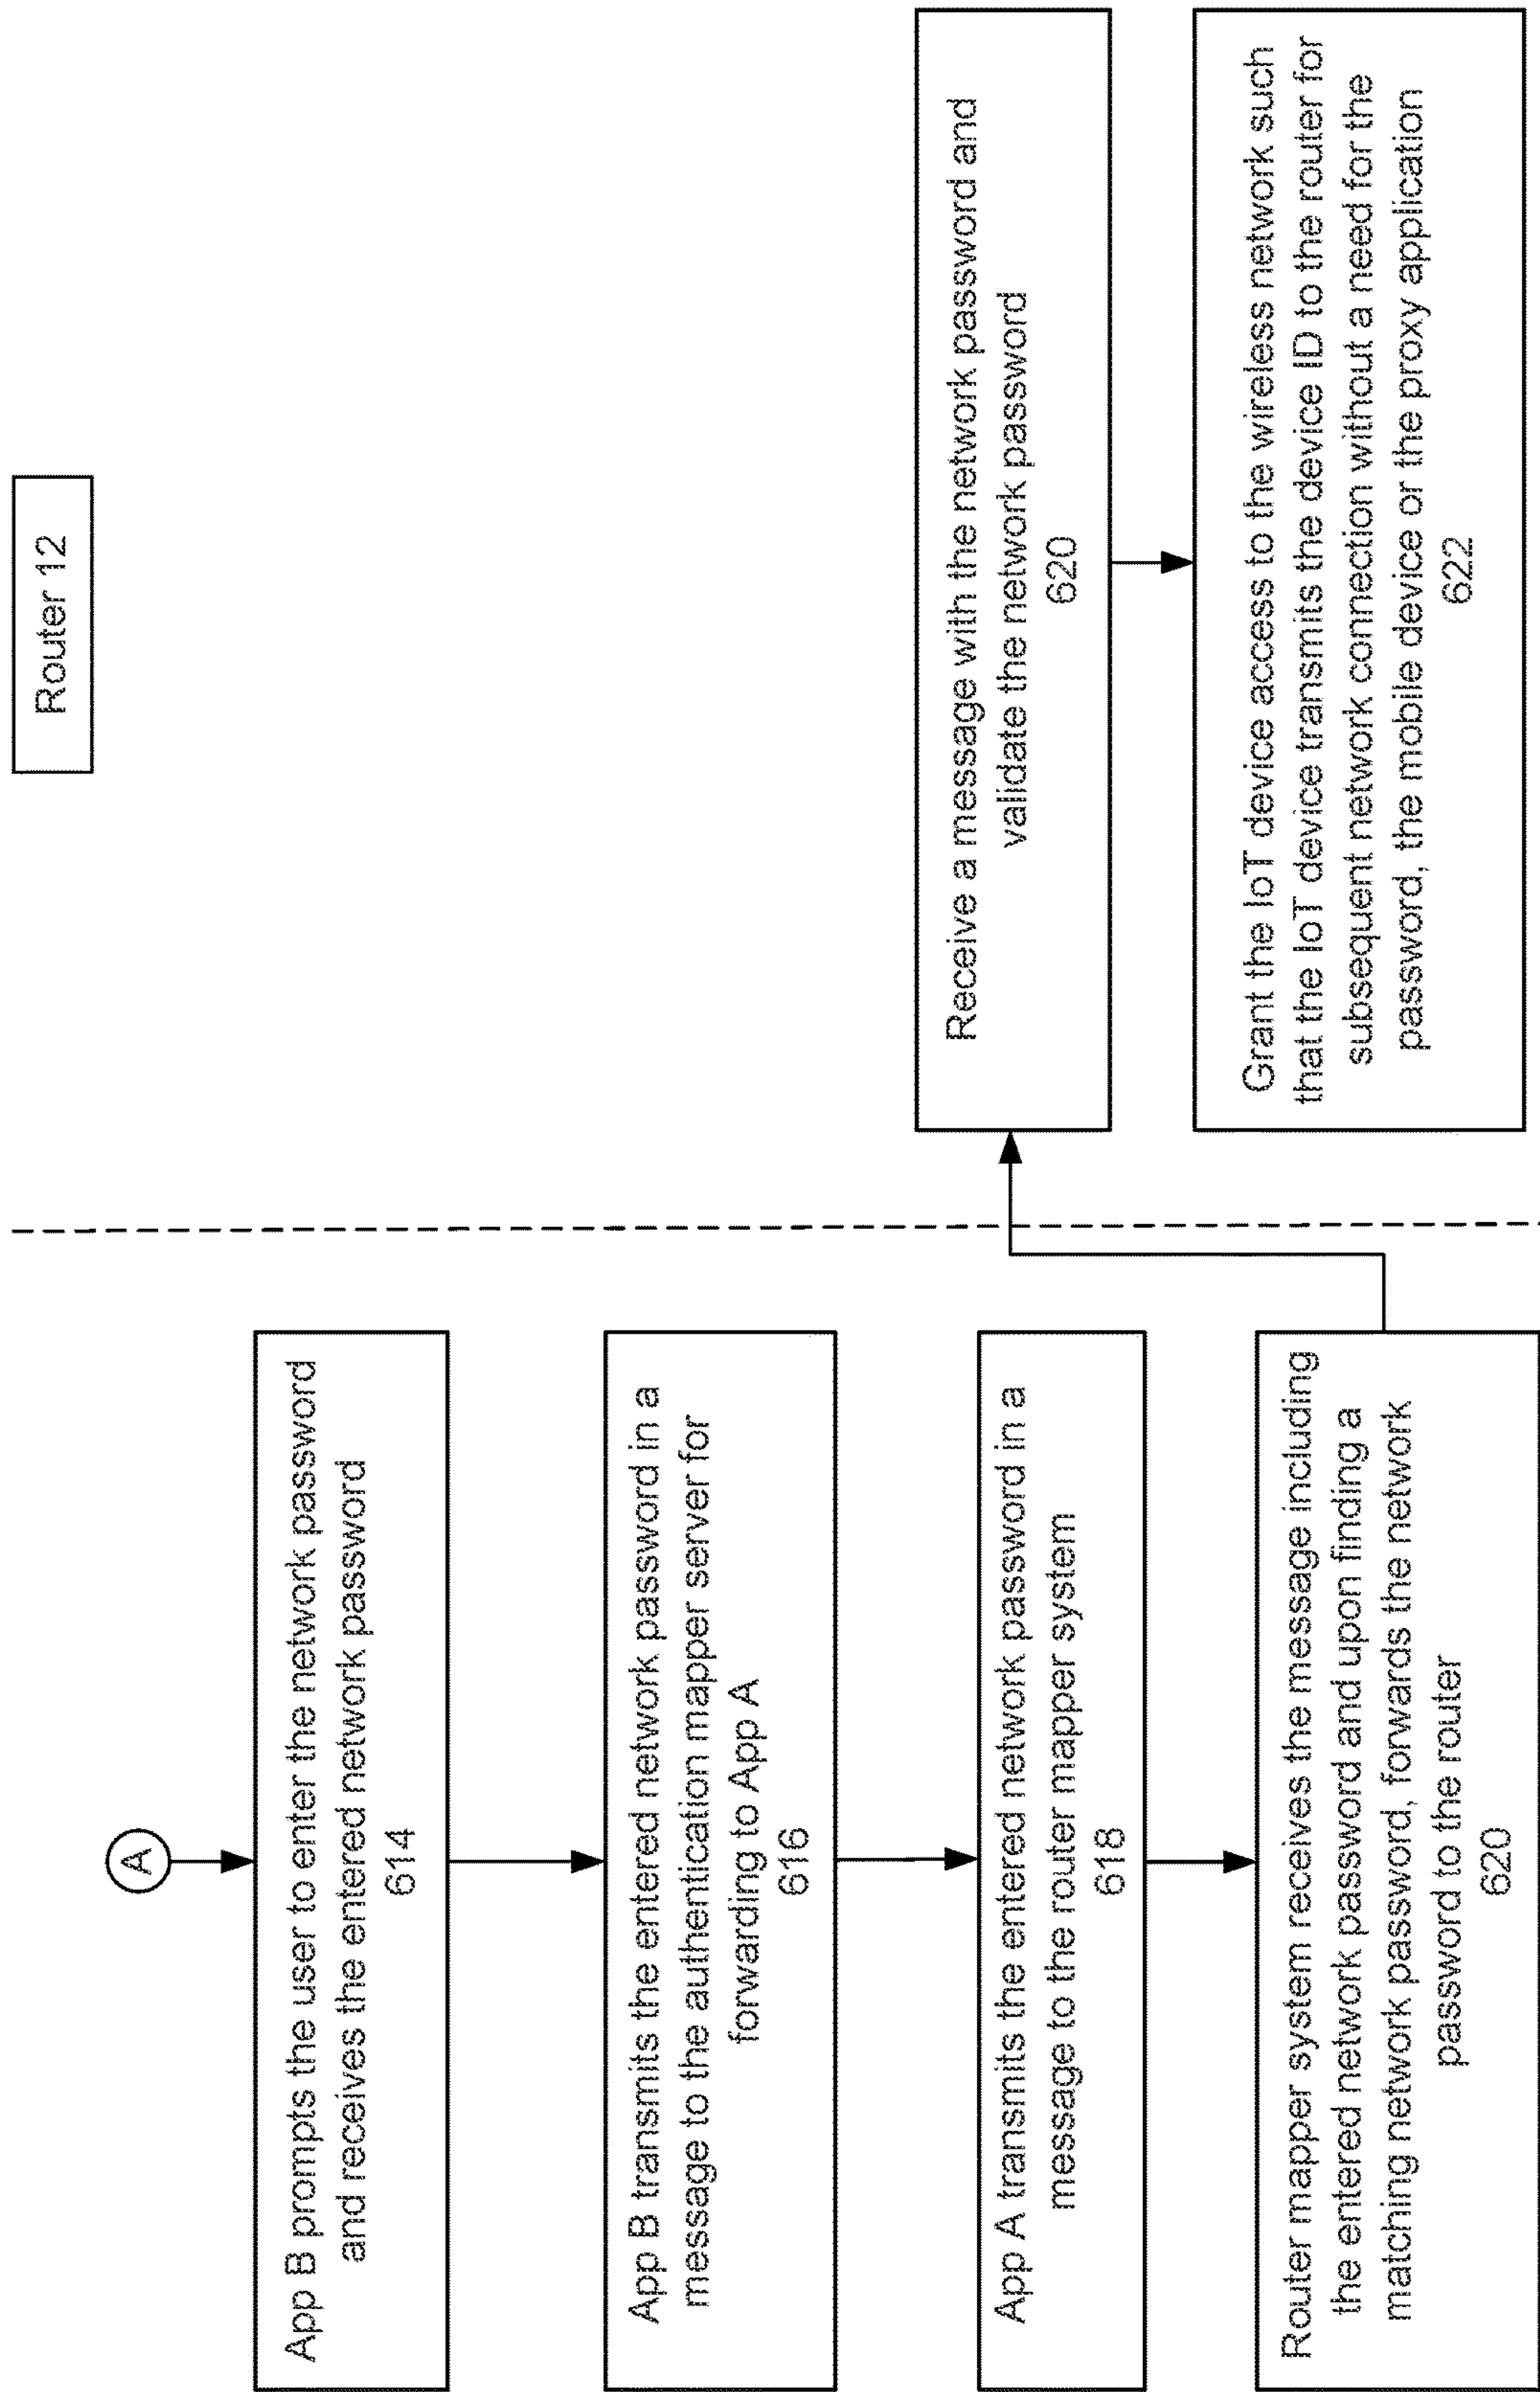 Router 12
A
App B prompts the user to enter the network password
and receives the entered network password
614
App B transmits the entered network password in a
message to the authentication mapper server for
forwarding to App A
616
App A transmits the entered network password in a
message to the router mapper system
618
Router mapper system receives the message including
the entered network password and upon finding a
matching network password, forwards the network
password to the router
620
Receive a message with the network password and
validate the network password
620
Grant the IoT device access to the wireless network such
that the IoT device transmits the device ID to the router for
subsequent network connection without a need for the
password, the mobile device or the proxy application
622